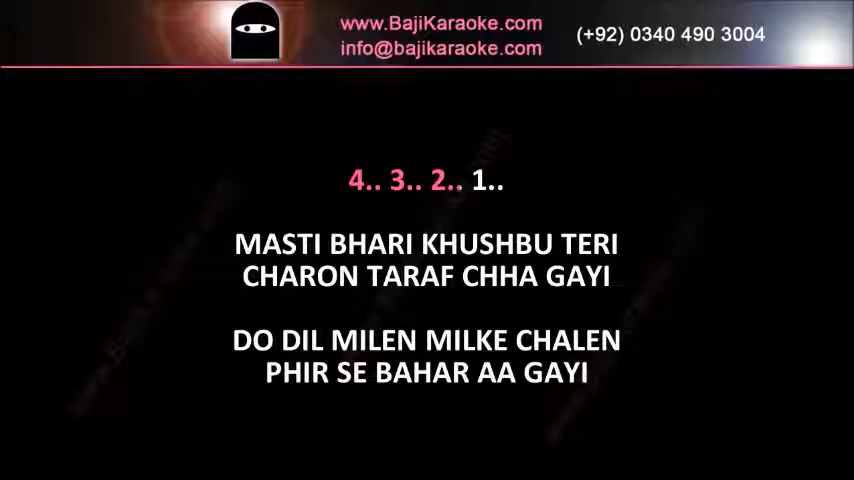 www.BajiKaraoke.com
info@bajikaraoke.com
(+92) 0340 490 3004
4.. 3.. 2.. 1..
MASTI BHARI KHUSHBU TERI
CHARON TARAF CHHA GAYI
DO DIL MILEN MILKE CHALEN
PHIR SE BAHAR AA GAYI